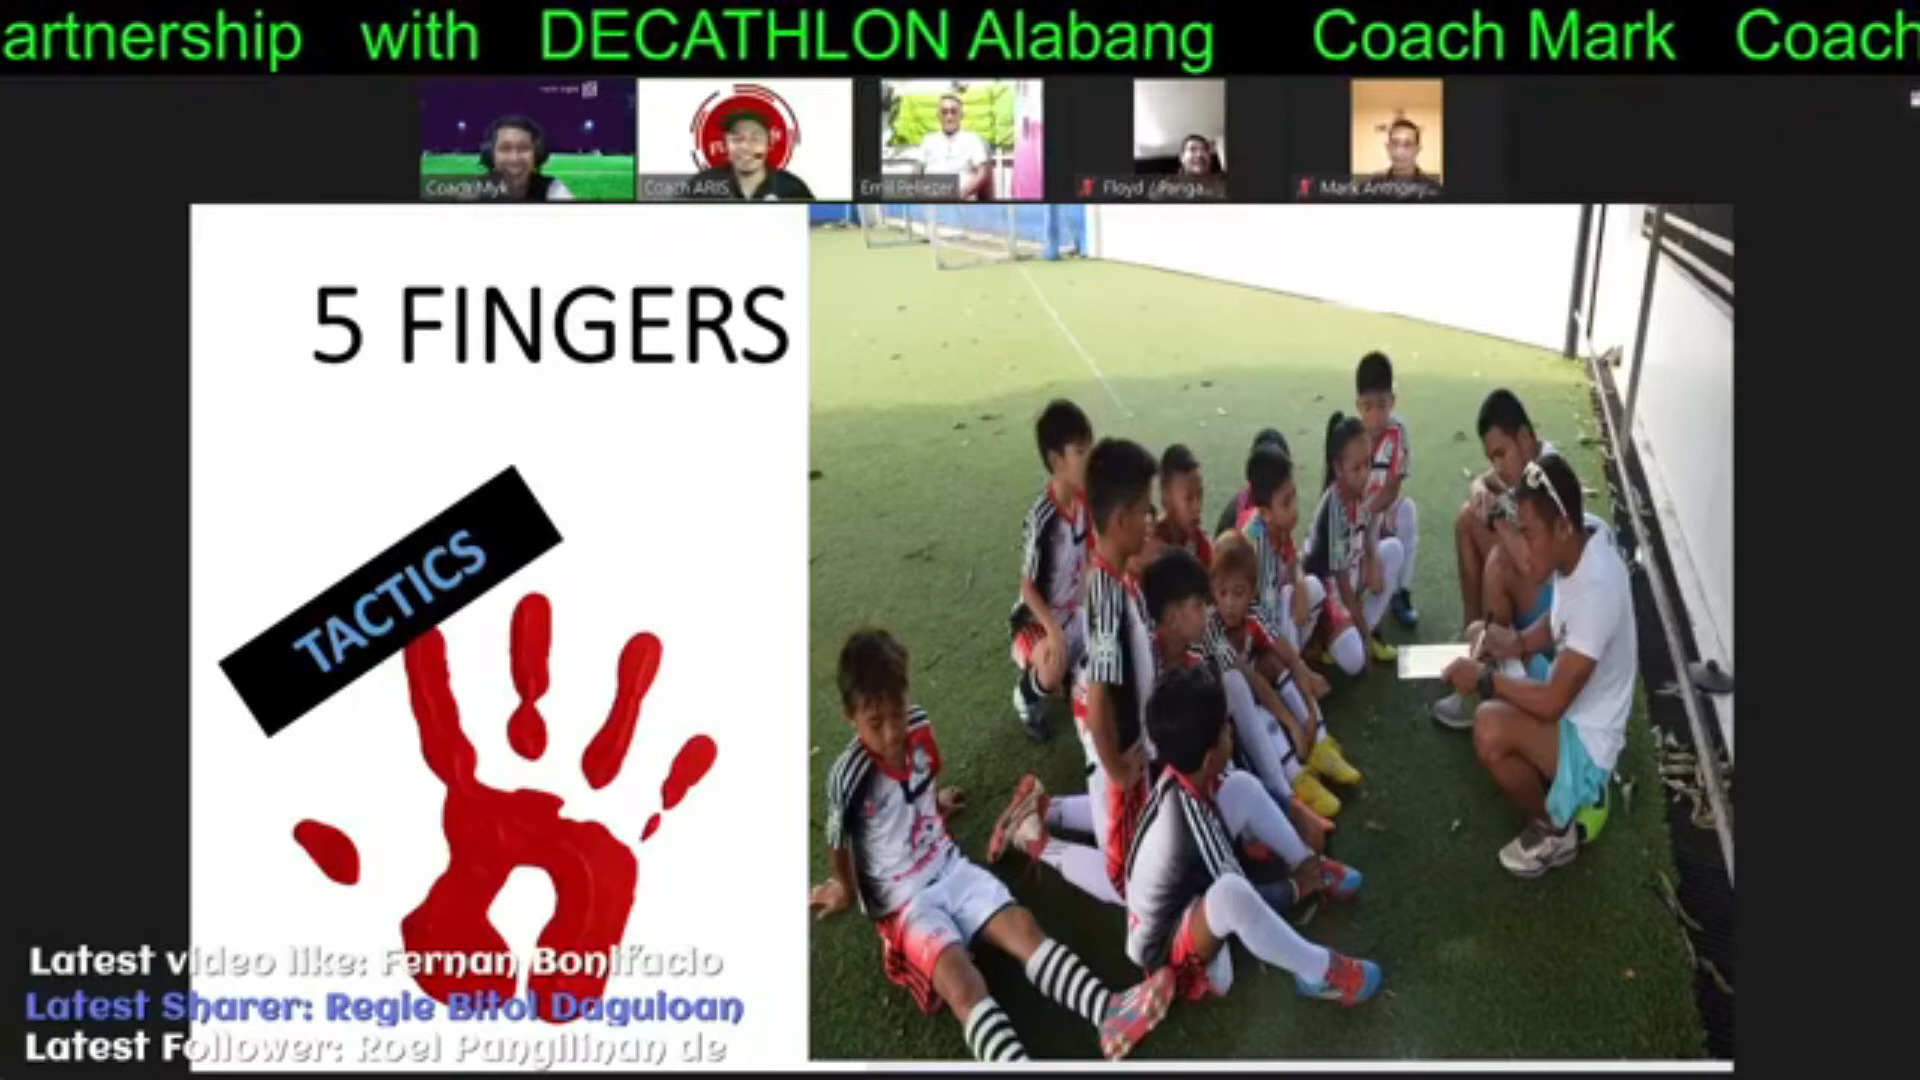 artnership with DECATHLON Alabang Coach Mark Coach
Coach Myk
Coach ARIS
Emil Pellezer
Floyd
Mark Anthony
5 FINGERS
TACTICS
Latest video like: Fernan Bonifacio
Latest Sharer: Regie Bitol Daguloan
Latest Follower: Roel Pangilinan de